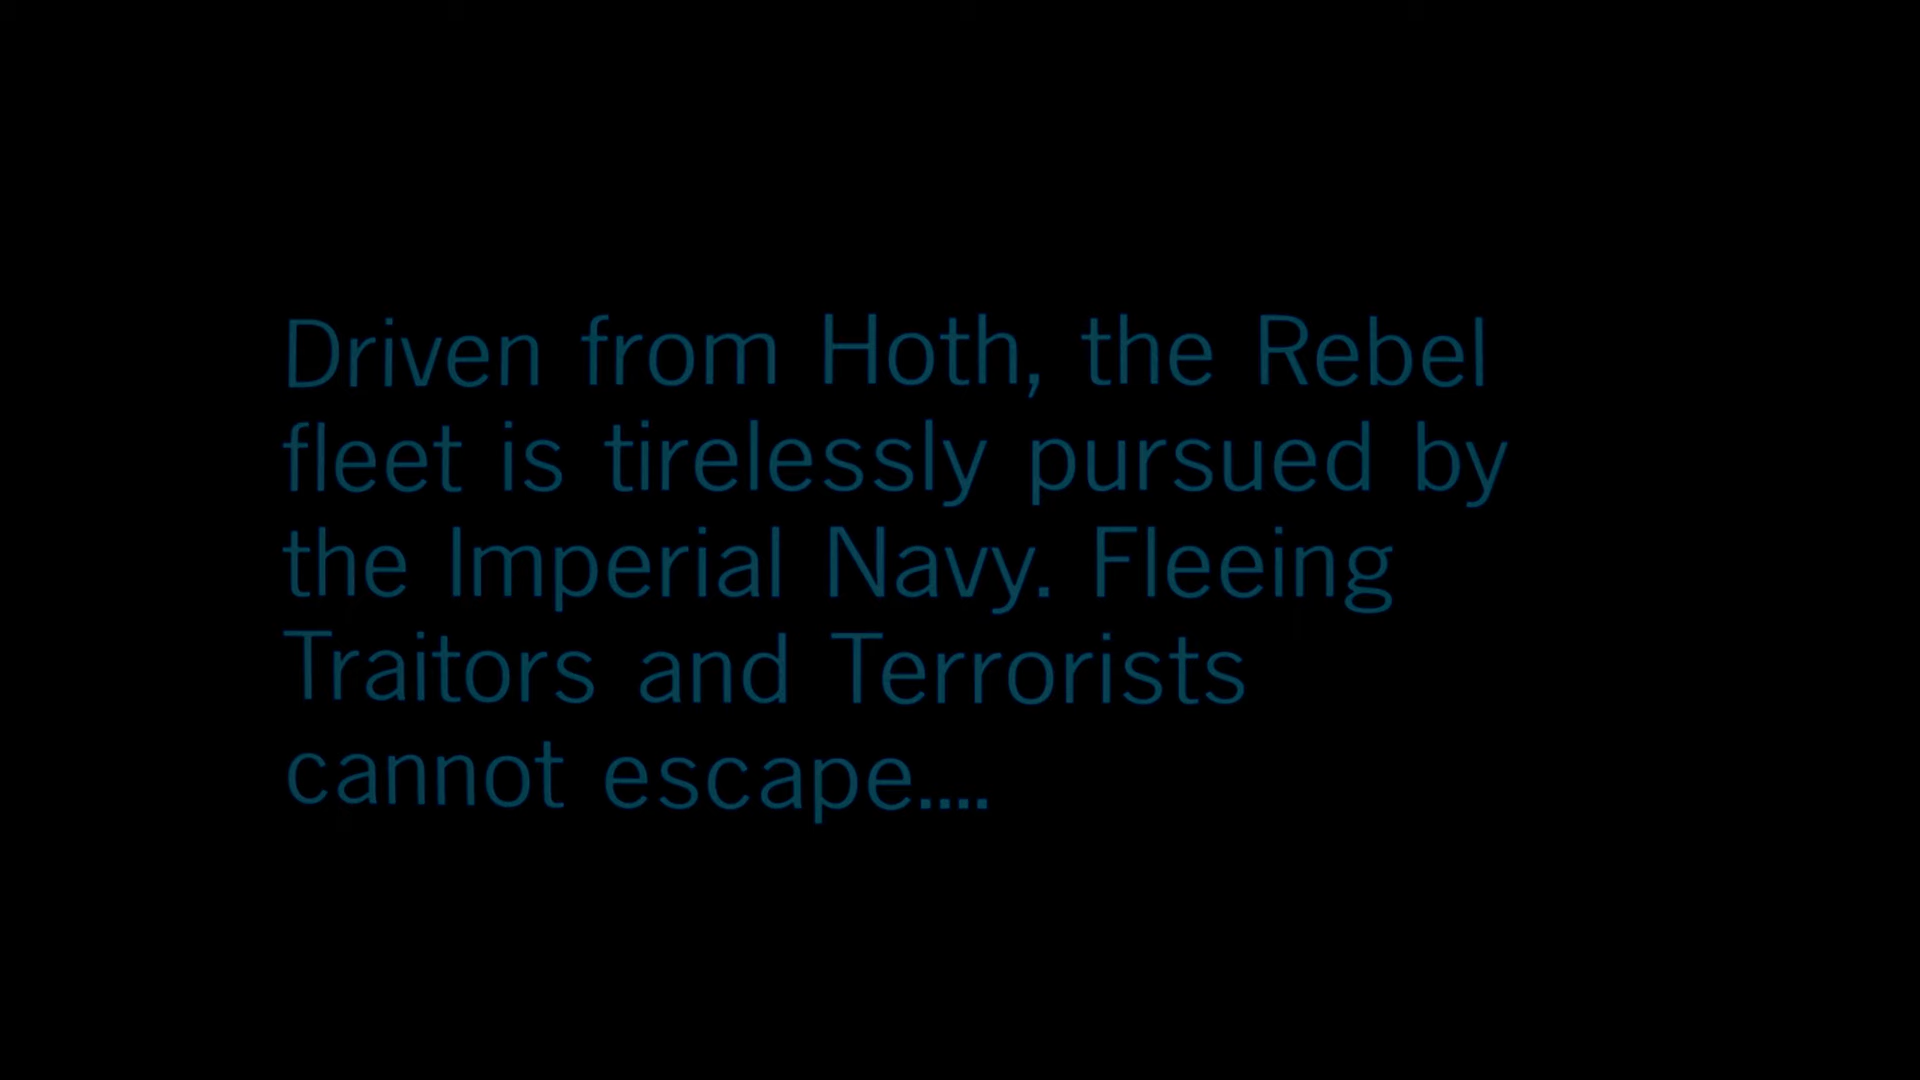 Driven from Hoth, the Rebel
fleet is tirelessly pursued by
the Imperial Navy. Fleeing
Traitors and Terrorists
cannot escape....